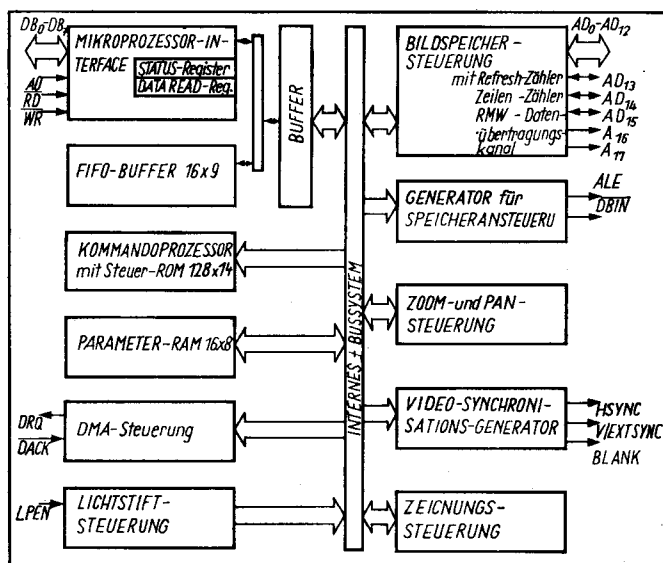 DB₀-DB₇
MIKROPROZESSOR-IN-
TERFACE
STATUS-Register
DATA READ-Reg.
A0
RD
WR
FIFO-BUFFER 16x9
BUFFER
KOMMANDOPROZESSOR
mit Steuer-ROM 128x14
PARAMETER-RAM 16x8
DRQ
DACK
DMA-Steuerung
LPEN
LICHTSTIFT-
STEUERUNG
INTERNES + BUSSYSTEM
AD₀-AD₁₂
BILDSPEICHER-
STEUERUNG
mit Refresh-Zähler
Zeilen-Zähler
RMW-Daten-
übertragungs-
kanal
AD₁₃
AD₁₄
AD₁₅
A₁₆
A₁₇
GENERATOR für
SPEICHERANSTEUERU
ALE
DBIN
ZOOM-und PAN-
STEUERUNG
VIDEO-SYNCHRONI-
SATIONS-GENERATOR
HSYNC
V/EXTSYNC
BLANK
ZEICHNUNGS-
STEUERUNG